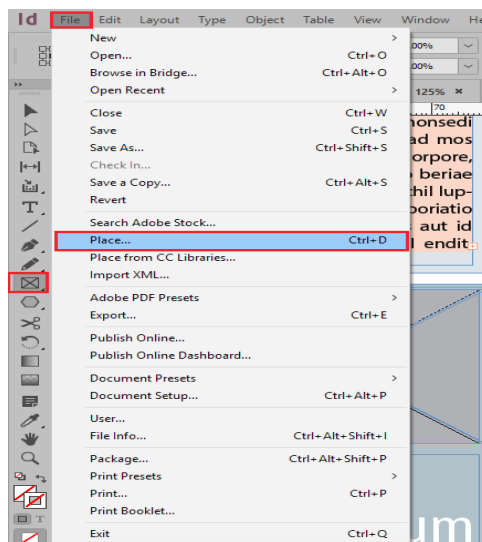 Id File Edit Layout Type Object Table View Window He
New
Open... Ctrl+O
Browse in Bridge... Ctrl+Alt+O
Open Recent
Close Ctrl+W
Save Ctrl+S
Save As... Ctrl+Shift+S
Check In...
Save a Copy... Ctrl+Alt+S
Revert
Search Adobe Stock...
Place... Ctrl+D
Place from CC Libraries...
Import XML...
Adobe PDF Presets
Export... Ctrl+E
Publish Online...
Publish Online Dashboard...
Document Presets
Document Setup... Ctrl+Alt+P
User...
File Info... Ctrl+Alt+Shift+I
Package... Ctrl+Alt+Shift+P
Print Presets
Print... Ctrl+P
Print Booklet...
Exit Ctrl+Q
00%
00%
125% ×
70
nonsedi
ad mos
orpore,
beriae
hil lup-
poriatio
aut id
endit
um
T
T